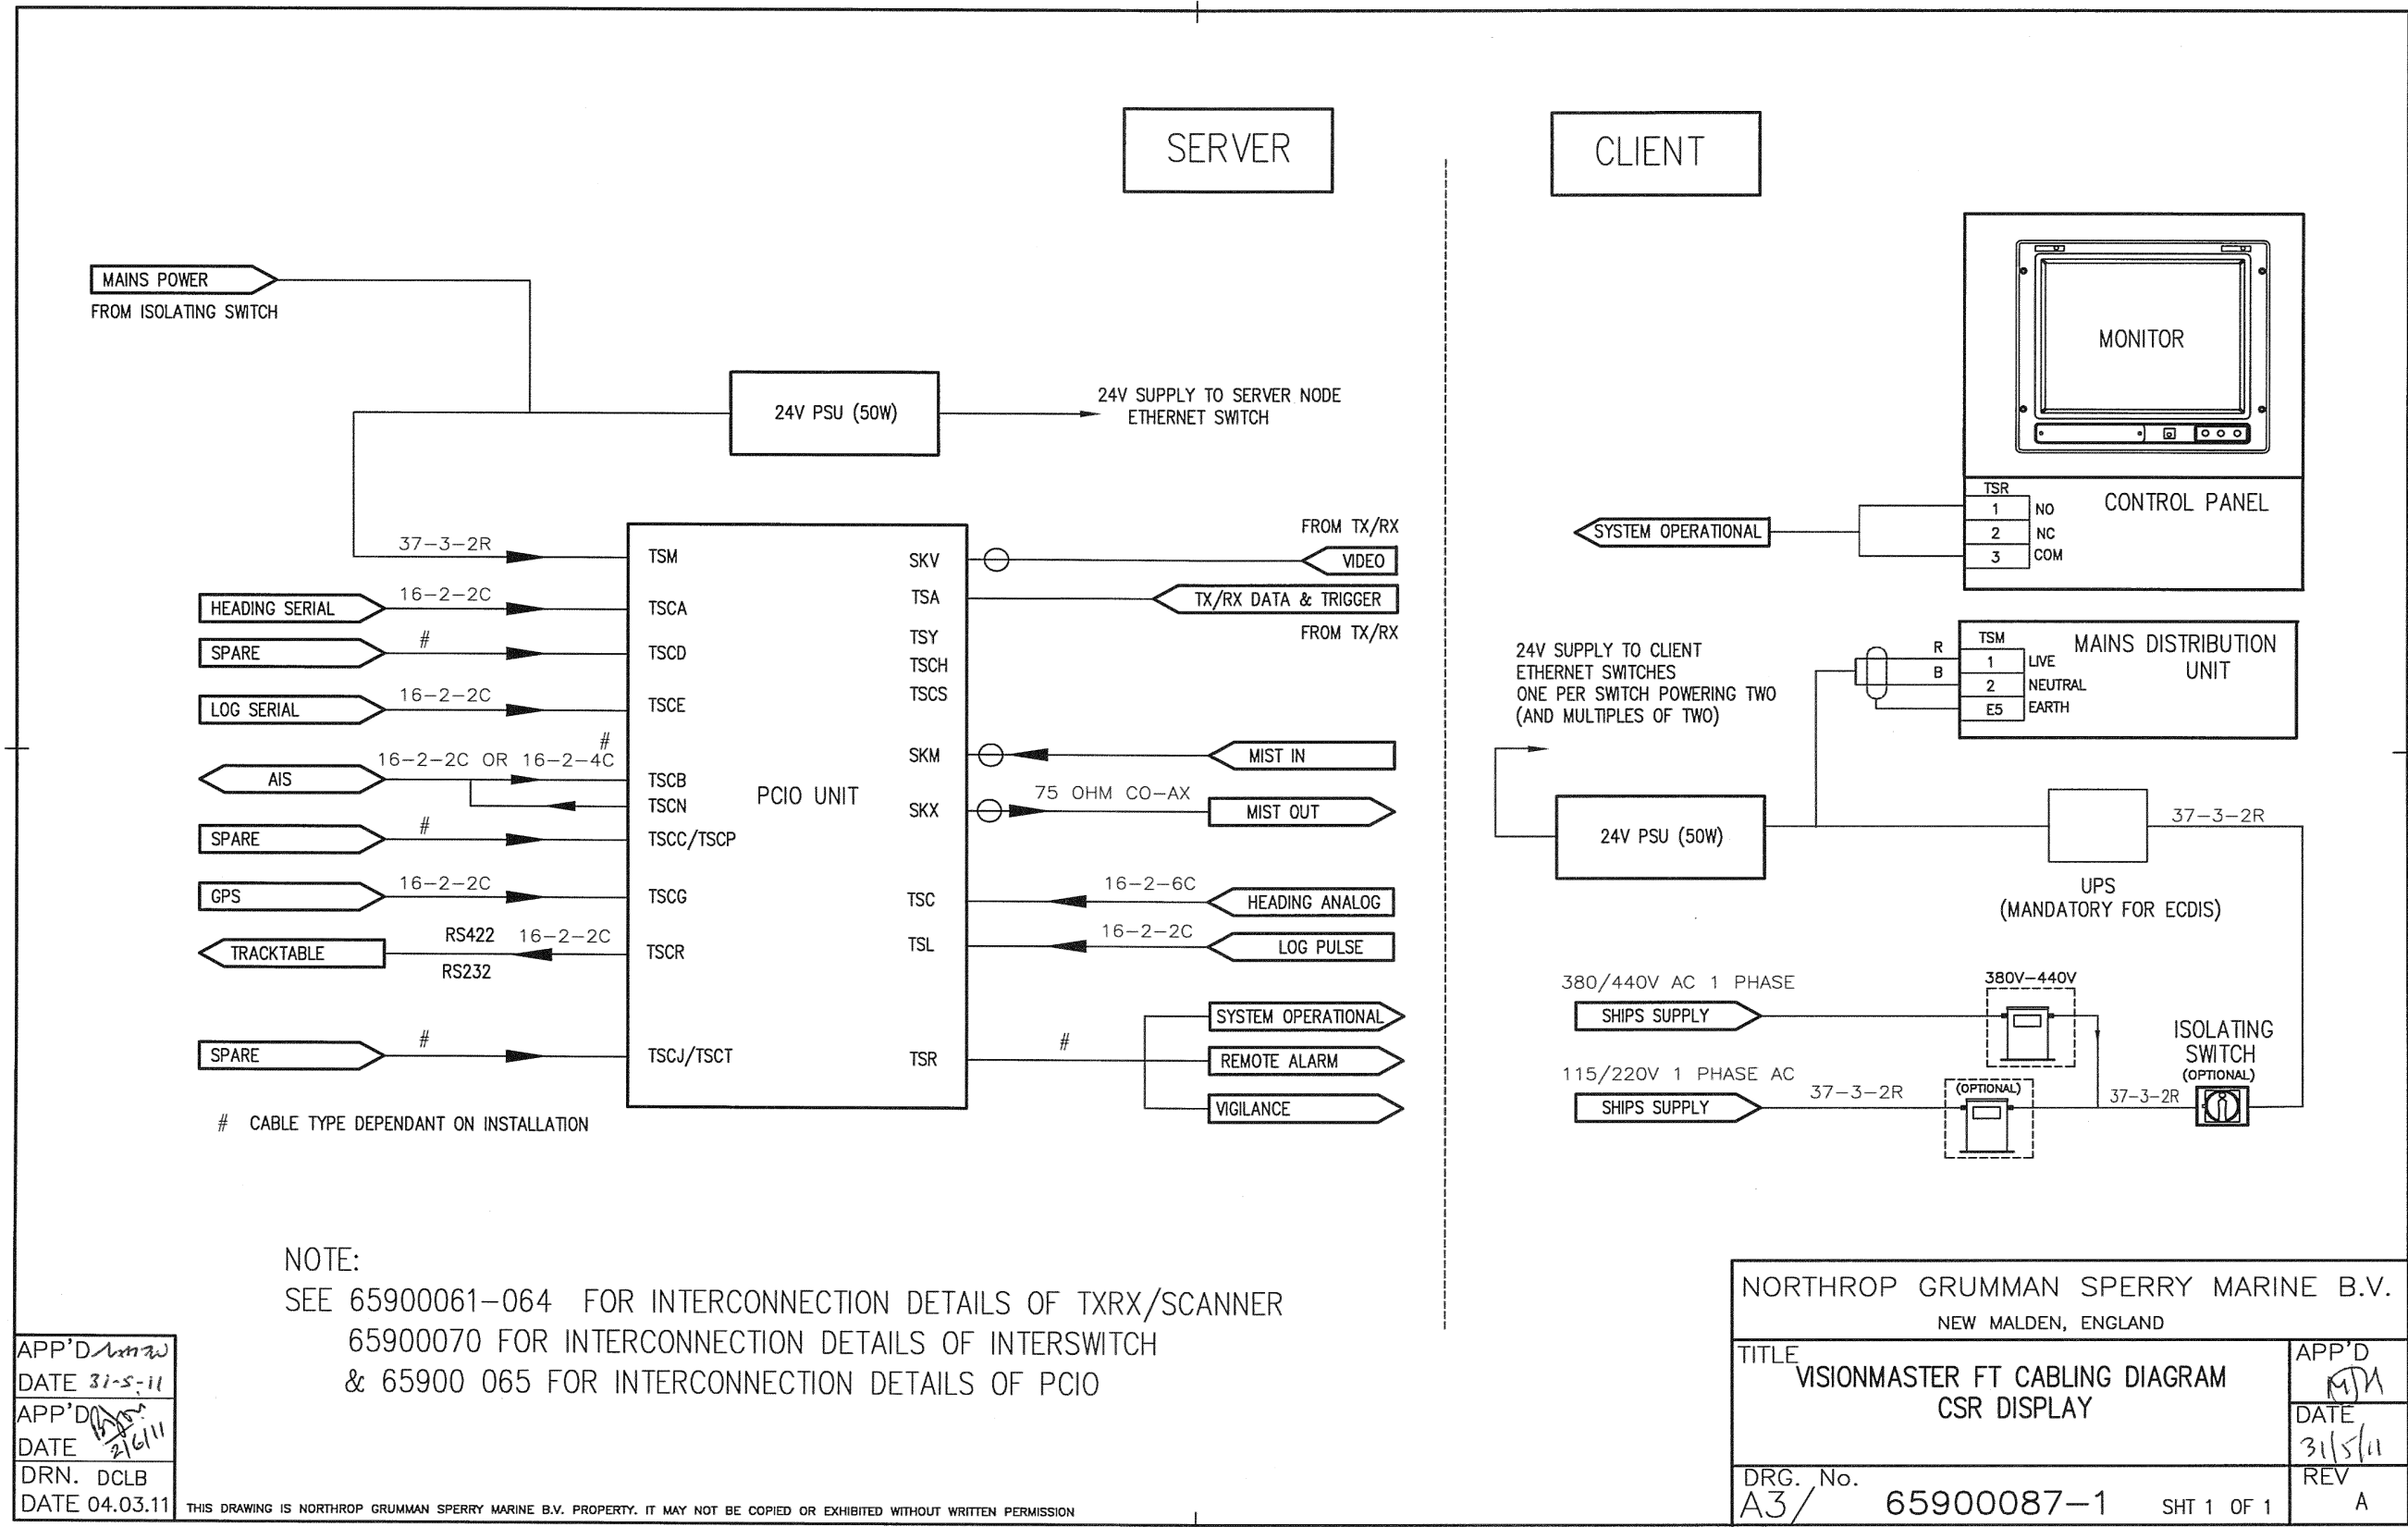 SERVER
CLIENT
MAINS POWER
FROM ISOLATING SWITCH
24V PSU (50W)
24V SUPPLY TO SERVER NODE
ETHERNET SWITCH
37-3-2R
HEADING SERIAL
16-2-2C
SPARE
#
LOG SERIAL
16-2-2C
#
16-2-2C OR 16-2-4C
AIS
SPARE
#
GPS
16-2-2C
TRACKTABLE
RS422
16-2-2C
RS232
SPARE
#
# CABLE TYPE DEPENDANT ON INSTALLATION
TSM
TSCA
TSCD
TSCE
TSCB
TSCN
TSCC/TSCP
TSCG
TSCR
TSCJ/TSCT
PCIO UNIT
SKV
TSA
TSY
TSCH
TSCS
SKM
SKX
TSC
TSL
TSR
FROM TX/RX
VIDEO
TX/RX DATA & TRIGGER
FROM TX/RX
MIST IN
75 OHM CO-AX
MIST OUT
16-2-6C
HEADING ANALOG
16-2-2C
LOG PULSE
#
SYSTEM OPERATIONAL
REMOTE ALARM
VIGILANCE
MONITOR
CONTROL PANEL
TSR
1 NO
2 NC
3 COM
SYSTEM OPERATIONAL
MAINS DISTRIBUTION
UNIT
TSM
R 1 LIVE
B 2 NEUTRAL
E5 EARTH
24V SUPPLY TO CLIENT
ETHERNET SWITCHES
ONE PER SWITCH POWERING TWO
(AND MULTIPLES OF TWO)
24V PSU (50W)
37-3-2R
UPS
(MANDATORY FOR ECDIS)
380/440V AC 1 PHASE
SHIPS SUPPLY
380V-440V
115/220V 1 PHASE AC
SHIPS SUPPLY
37-3-2R
(OPTIONAL)
37-3-2R
ISOLATING
SWITCH
(OPTIONAL)
NOTE:
SEE 65900061-064 FOR INTERCONNECTION DETAILS OF TXRX/SCANNER
65900070 FOR INTERCONNECTION DETAILS OF INTERSWITCH
& 65900 065 FOR INTERCONNECTION DETAILS OF PCIO
APP'D
DATE 31-5-11
APP'D
DATE 2/6/11
DRN. DCLB
DATE 04.03.11
THIS DRAWING IS NORTHROP GRUMMAN SPERRY MARINE B.V. PROPERTY. IT MAY NOT BE COPIED OR EXHIBITED WITHOUT WRITTEN PERMISSION
NORTHROP GRUMMAN SPERRY MARINE B.V.
NEW MALDEN, ENGLAND
TITLE
VISIONMASTER FT CABLING DIAGRAM
CSR DISPLAY
APP'D
DATE
31/5/11
DRG. No.
A3/ 65900087-1 SHT 1 OF 1
REV
A